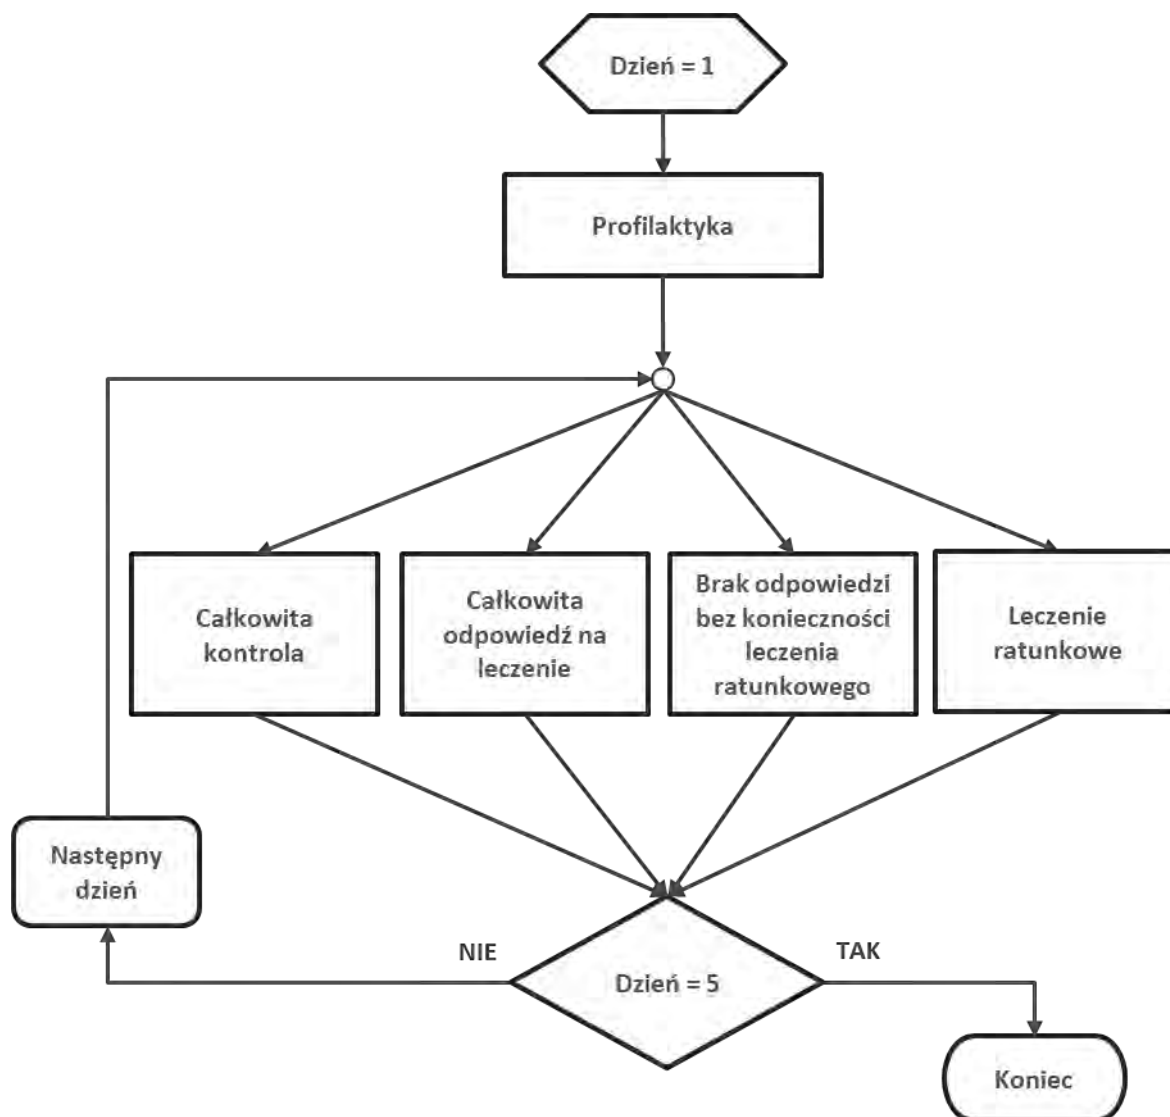 Dzień = 1
Profilaktyka
Całkowita
kontrola
Całkowita
odpowiedź na
leczenie
Brak odpowiedzi
bez konieczności
leczenia
ratunkowego
Leczenie
ratunkowe
Następny
dzień
NIE
Dzień = 5
TAK
Koniec